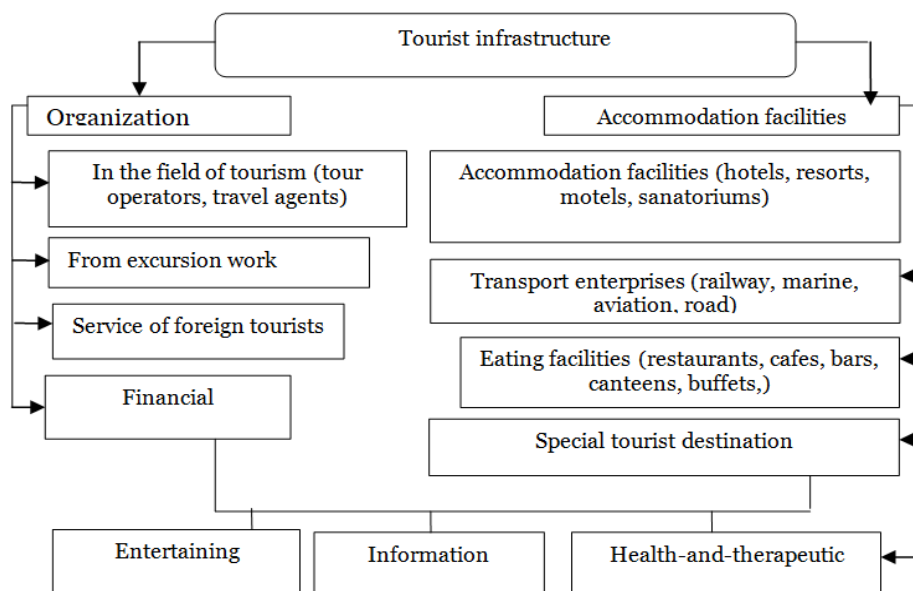 Tourist infrastructure
Organization
Accommodation facilities
In the field of tourism (tour
operators, travel agents)
Accommodation facilities (hotels, resorts,
motels, sanatoriums)
From excursion work
Transport enterprises (railway, marine,
aviation, road)
Service of foreign tourists
Eating facilities (restaurants, cafes, bars,
canteens, buffets,)
Financial
Special tourist destination
Entertaining
Information
Health-and-therapeutic